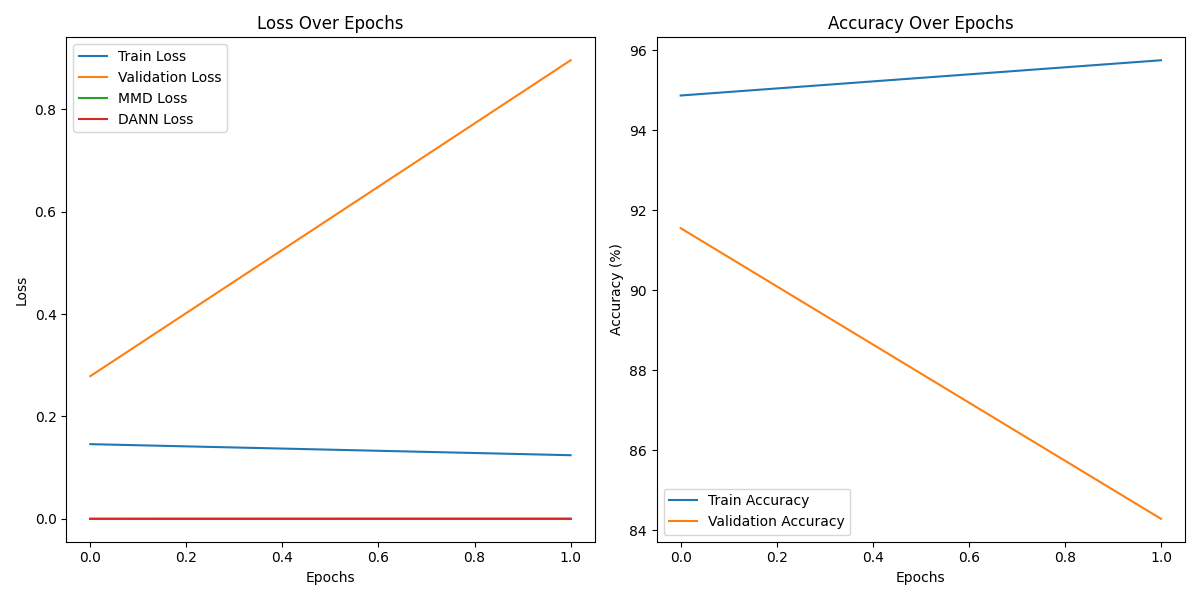 Loss Over Epochs
Train Loss
Validation Loss
MMD Loss
DANN Loss
Loss
0.8
0.6
0.4
0.2
0.0
0.0 0.2 0.4 0.6 0.8 1.0
Epochs
Accuracy Over Epochs
Accuracy (%)
96
94
92
90
88
86
84
Train Accuracy
Validation Accuracy
0.0 0.2 0.4 0.6 0.8 1.0
Epochs